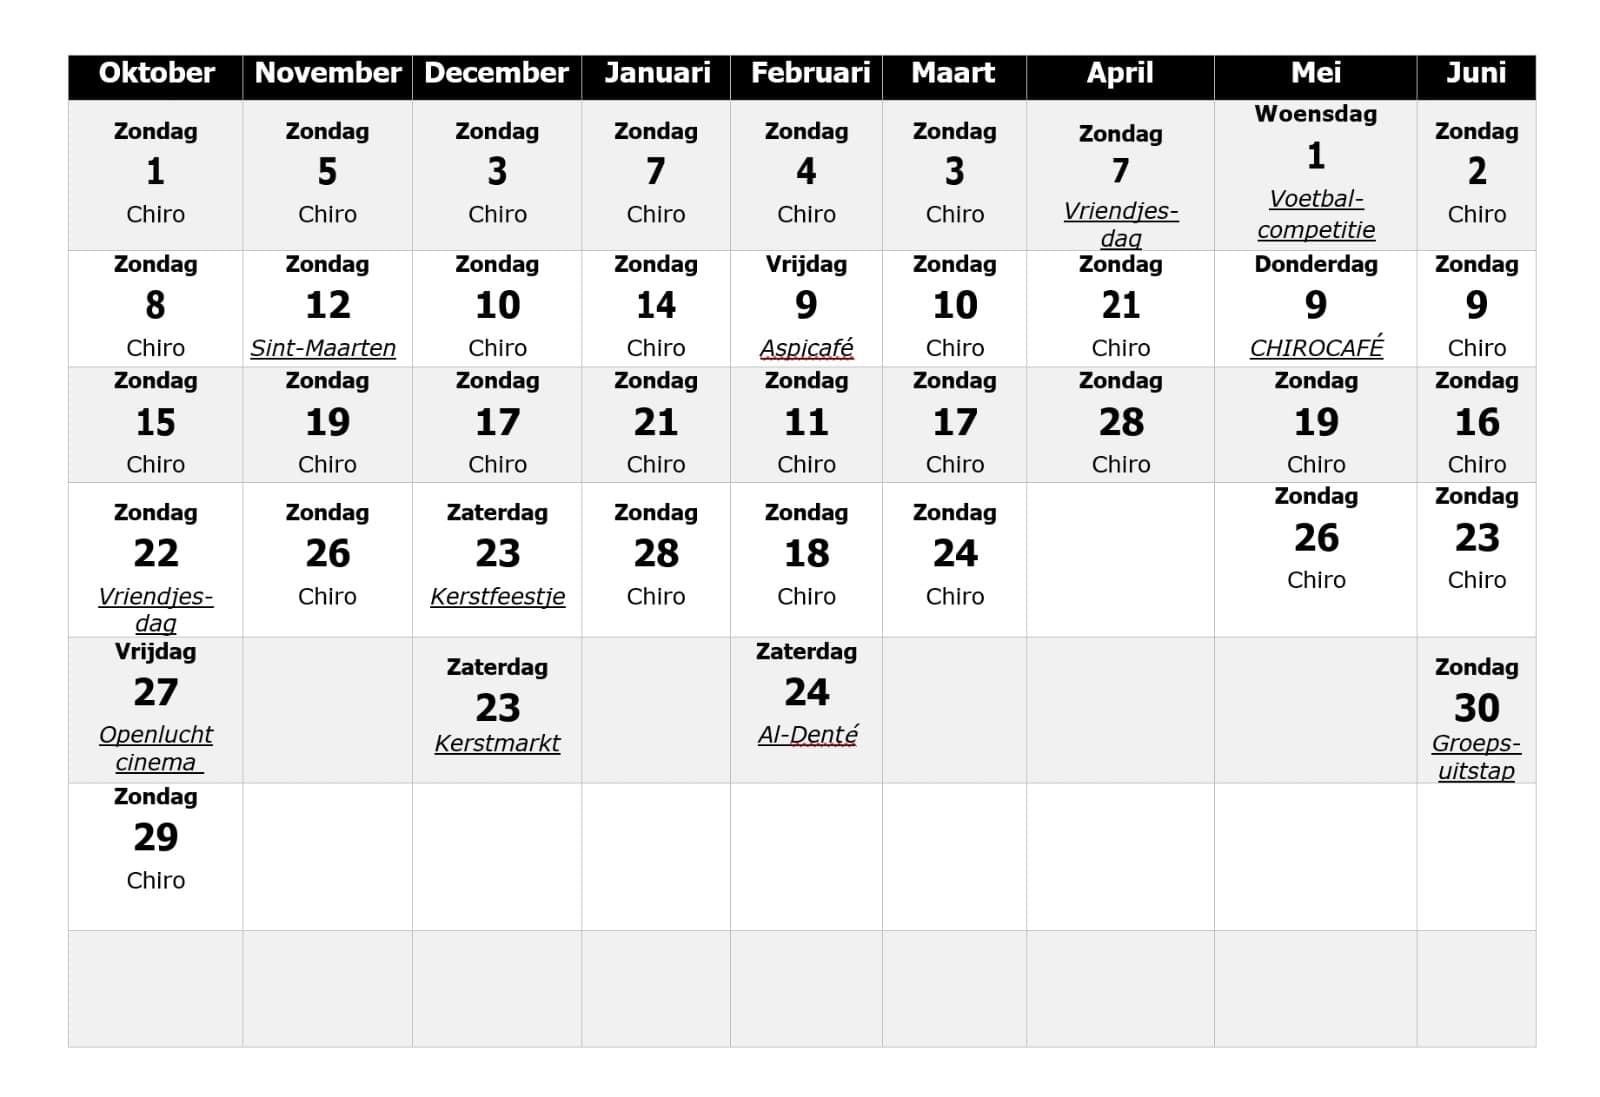 Oktober November December Januari Februari Maart April Mei Juni
Zondag Zondag Zondag Zondag Zondag Zondag Zondag Woensdag Zondag
1 5 3 7 4 3 7 1 2
Chiro Chiro Chiro Chiro Chiro Chiro Vriendjes- Voetbal- Chiro
dag competitie
Zondag Zondag Zondag Zondag Vrijdag Zondag Zondag Donderdag Zondag
8 12 10 14 9 10 21 9 9
Chiro Sint-Maarten Chiro Chiro Aspicafé Chiro Chiro CHIROCAFÉ Chiro
Zondag Zondag Zondag Zondag Zondag Zondag Zondag Zondag Zondag
15 19 17 21 11 17 28 19 16
Chiro Chiro Chiro Chiro Chiro Chiro Chiro Chiro Chiro
Zondag Zondag Zaterdag Zondag Zondag Zondag Zondag Zondag
22 26 23 28 18 24 26 23
Vriendjes- Chiro Kerstfeestje Chiro Chiro Chiro Chiro Chiro
dag
Vrijdag Zaterdag Zaterdag Zondag
27 23 24 30
Openlucht Kerstmarkt Al-Denté Groeps-
cinema uitstap
Zondag
29
Chiro